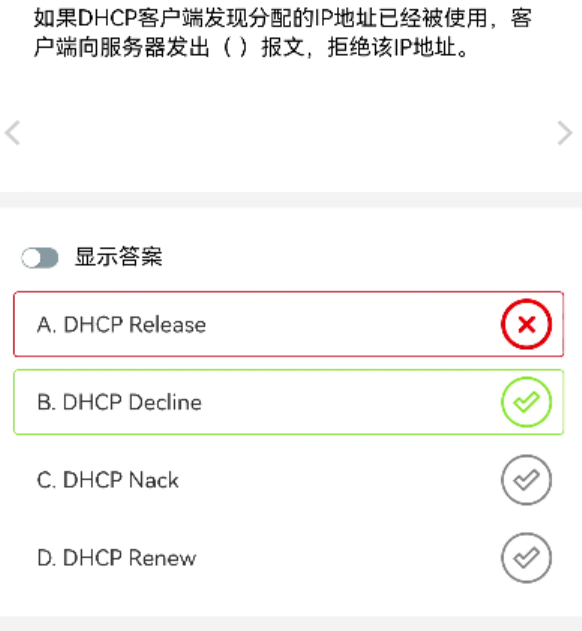 如果DHCP客户端发现分配的IP地址已经被使用，客
户端向服务器发出（ ）报文，拒绝该IP地址。
显示答案
A. DHCP Release
B. DHCP Decline
C. DHCP Nack
D. DHCP Renew